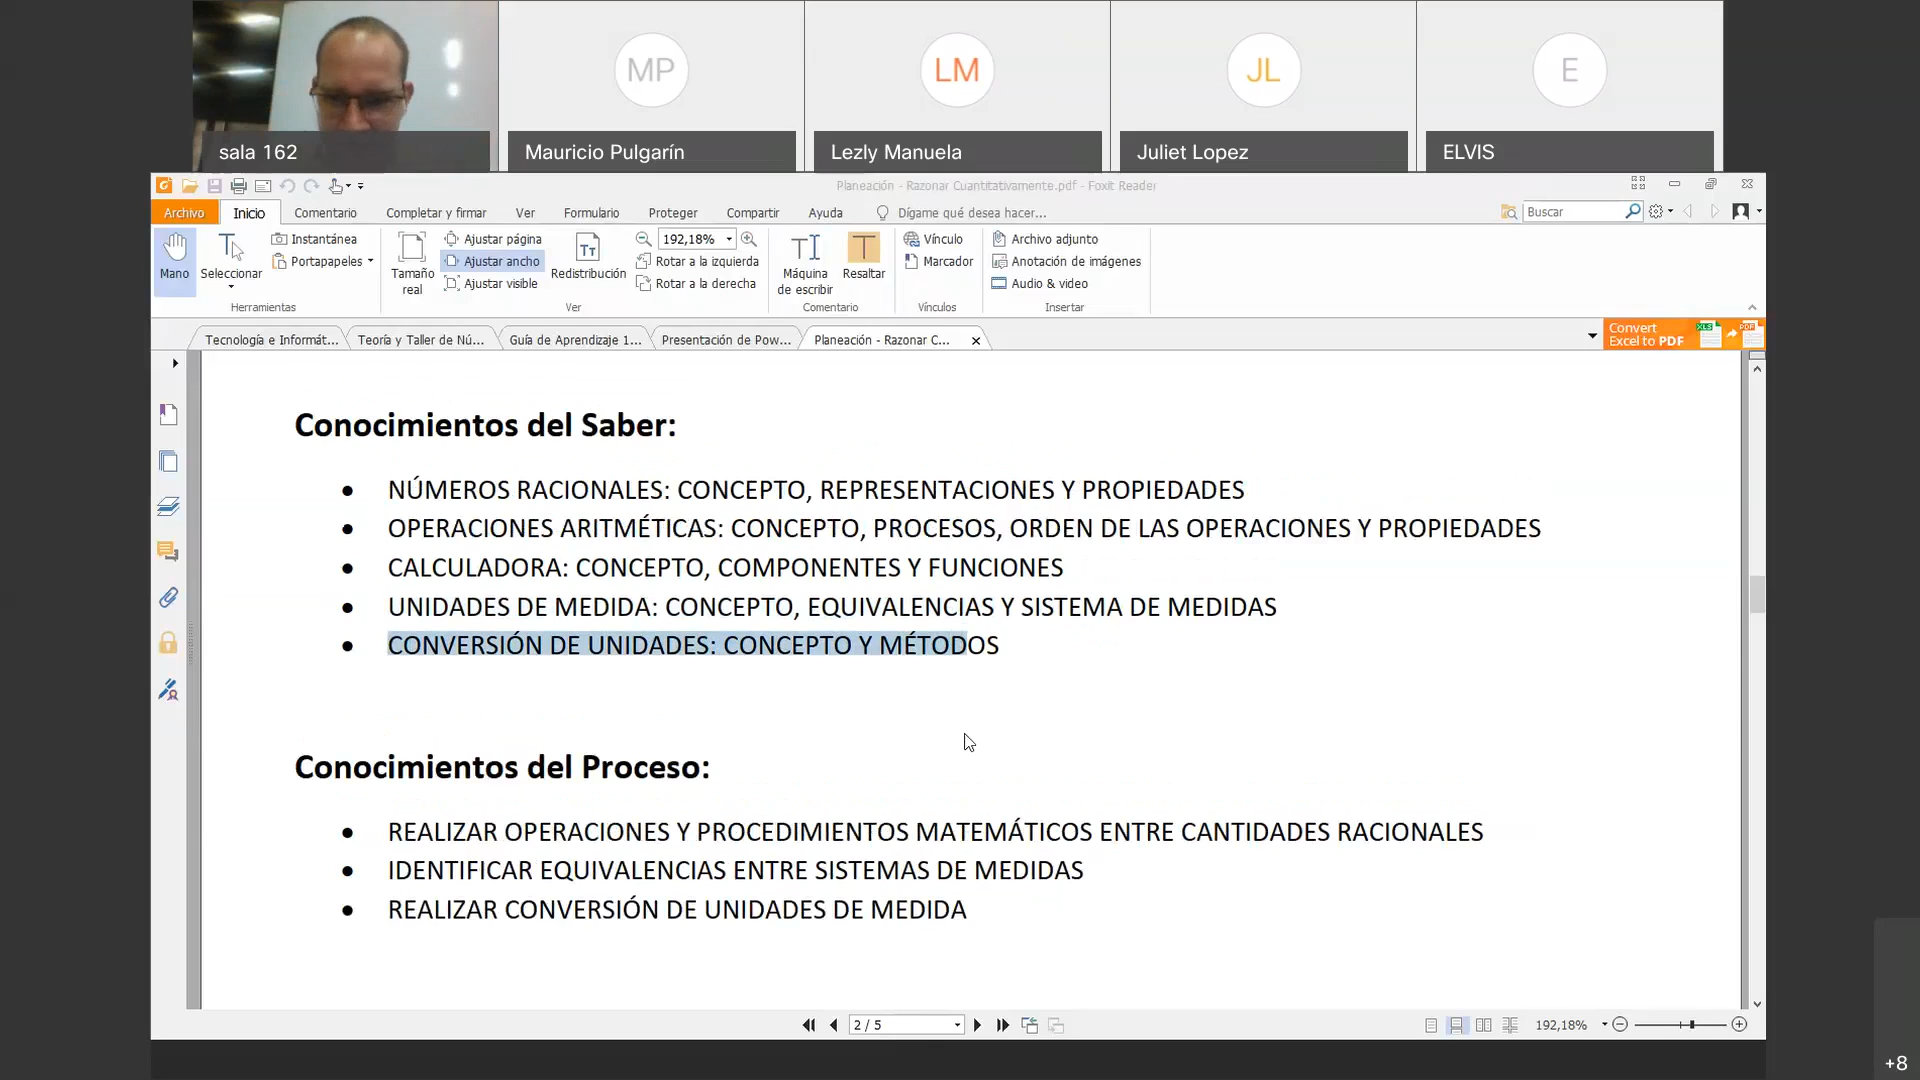 MP
LM
JL
E
sala 162
Mauricio Pulgarín
Lezly Manuela
Juliet Lopez
ELVIS
Planeación - Razonar Cuantitativamente.pdf - Foxit Reader
Archivo
Inicio
Comentario
Completar y firmar
Ver
Formulario
Proteger
Compartir
Ayuda
Dígame qué desea hacer...
Buscar
Mano
Seleccionar
Instantánea
Portapapeles
Herramientas
Tamaño real
Ajustar página
Ajustar ancho
Ajustar visible
Redistribución
192,18%
Rotar a la izquierda
Rotar a la derecha
Ver
Máquina de escribir
Resaltar
Comentario
Vínculo
Marcador
Vínculos
Archivo adjunto
Anotación de imágenes
Audio & video
Insertar
Tecnología e Informát...
Teoría y Taller de Nú...
Guía de Aprendizaje 1...
Presentación de Pow...
Planeación - Razonar C...
Convert
Excel to PDF
Conocimientos del Saber:
• NÚMEROS RACIONALES: CONCEPTO, REPRESENTACIONES Y PROPIEDADES
• OPERACIONES ARITMÉTICAS: CONCEPTO, PROCESOS, ORDEN DE LAS OPERACIONES Y PROPIEDADES
• CALCULADORA: CONCEPTO, COMPONENTES Y FUNCIONES
• UNIDADES DE MEDIDA: CONCEPTO, EQUIVALENCIAS Y SISTEMA DE MEDIDAS
• CONVERSIÓN DE UNIDADES: CONCEPTO Y MÉTODOS
Conocimientos del Proceso:
• REALIZAR OPERACIONES Y PROCEDIMIENTOS MATEMÁTICOS ENTRE CANTIDADES RACIONALES
• IDENTIFICAR EQUIVALENCIAS ENTRE SISTEMAS DE MEDIDAS
• REALIZAR CONVERSIÓN DE UNIDADES DE MEDIDA
2 / 5
192,18%
+8